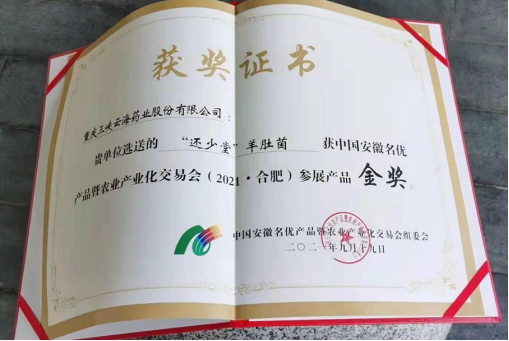 获奖证书
重庆三峡云海药业股份有限公司：
贵单位选送的 “还少堂”羊肚菌 获中国安徽名优
产品暨农业产业化交易会（2021·合肥）参展产品 金奖
中国安徽名优产品暨农业产业化交易会组委会
二〇二一年九月十九日